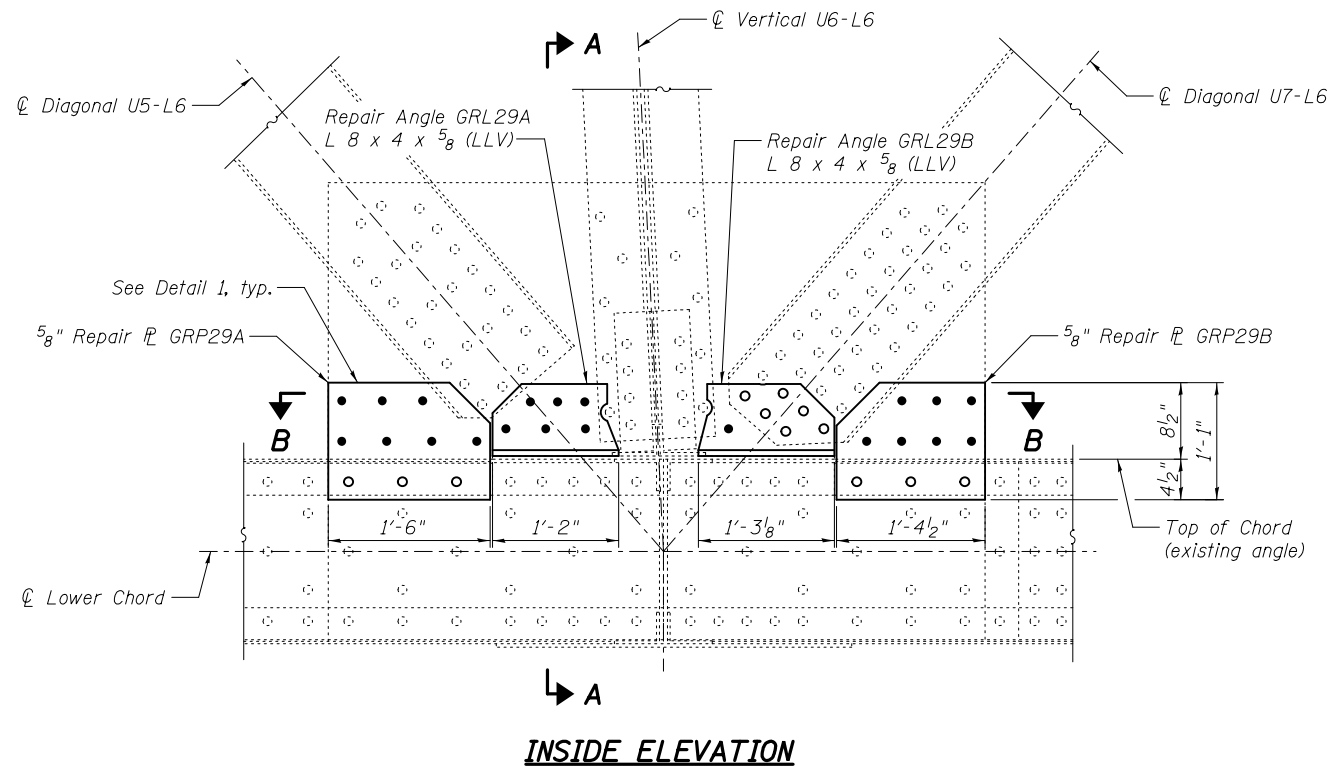 A
℄ Vertical U6-L6
℄ Diagonal U5-L6
℄ Diagonal U7-L6
Repair Angle GRL29A
L 8 x 4 x 5/8 (LLV)
Repair Angle GRL29B
L 8 x 4 x 5/8 (LLV)
See Detail 1, typ.
5/8" Repair ℙL GRP29A
5/8" Repair ℙL GRP29B
B
B
8½"
1'-1"
4½"
1'-6"
1'-2"
1'-3⅛"
1'-4½"
Top of Chord
(existing angle)
℄ Lower Chord
A
INSIDE ELEVATION